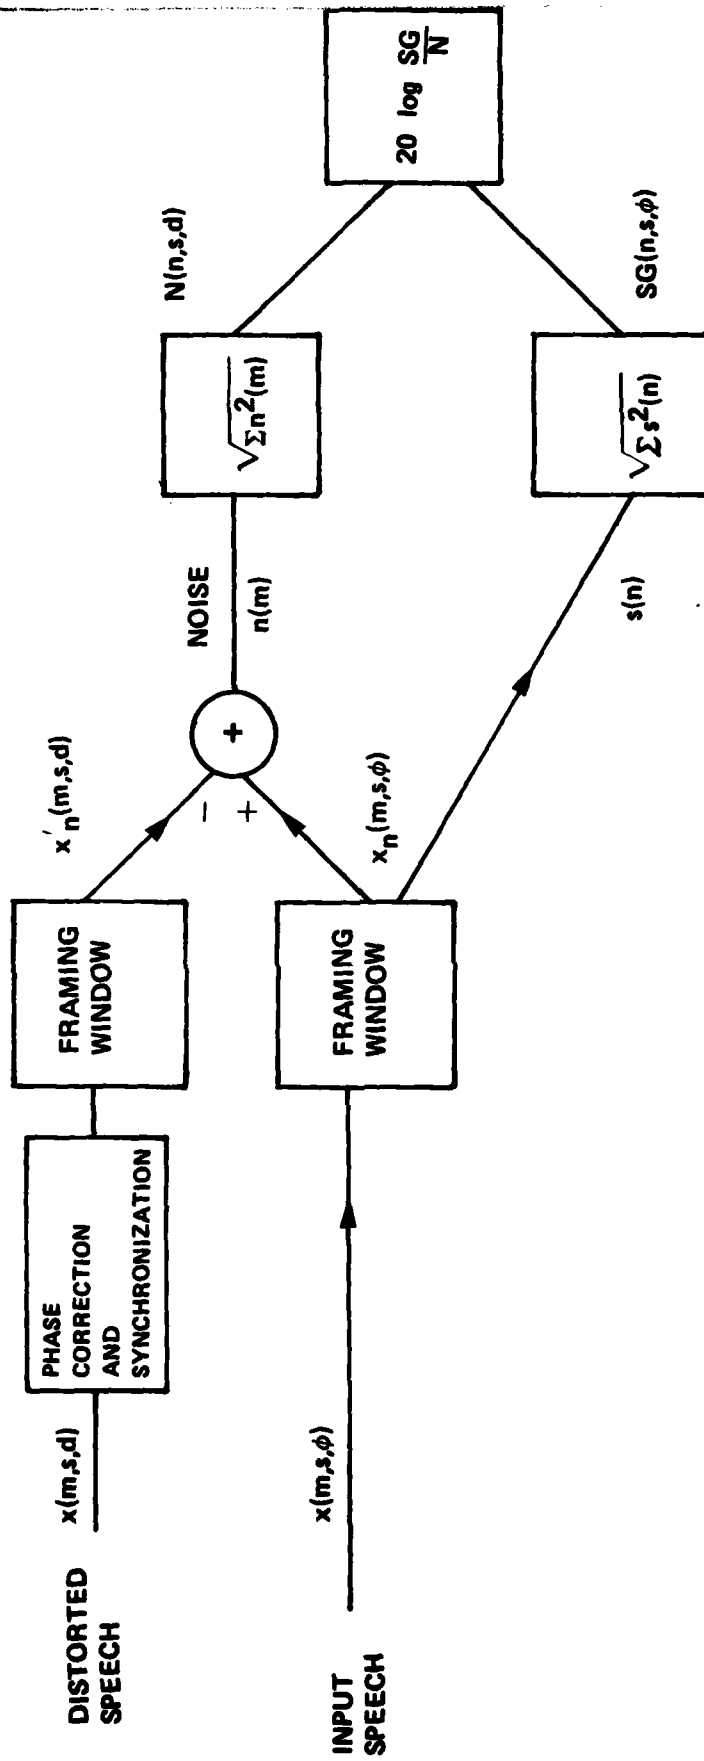 DISTORTED
SPEECH
x(m,s,d)
PHASE
CORRECTION
AND
SYNCHRONIZATION
FRAMING
WINDOW
x'n(m,s,d)
−
+
+
NOISE
n(m)
√Σn²(m)
N(n,s,d)
20 log SG/N
INPUT
SPEECH
x(m,s,ϕ)
FRAMING
WINDOW
xn(m,s,ϕ)
s(n)
√Σs²(n)
SG(n,s,ϕ)